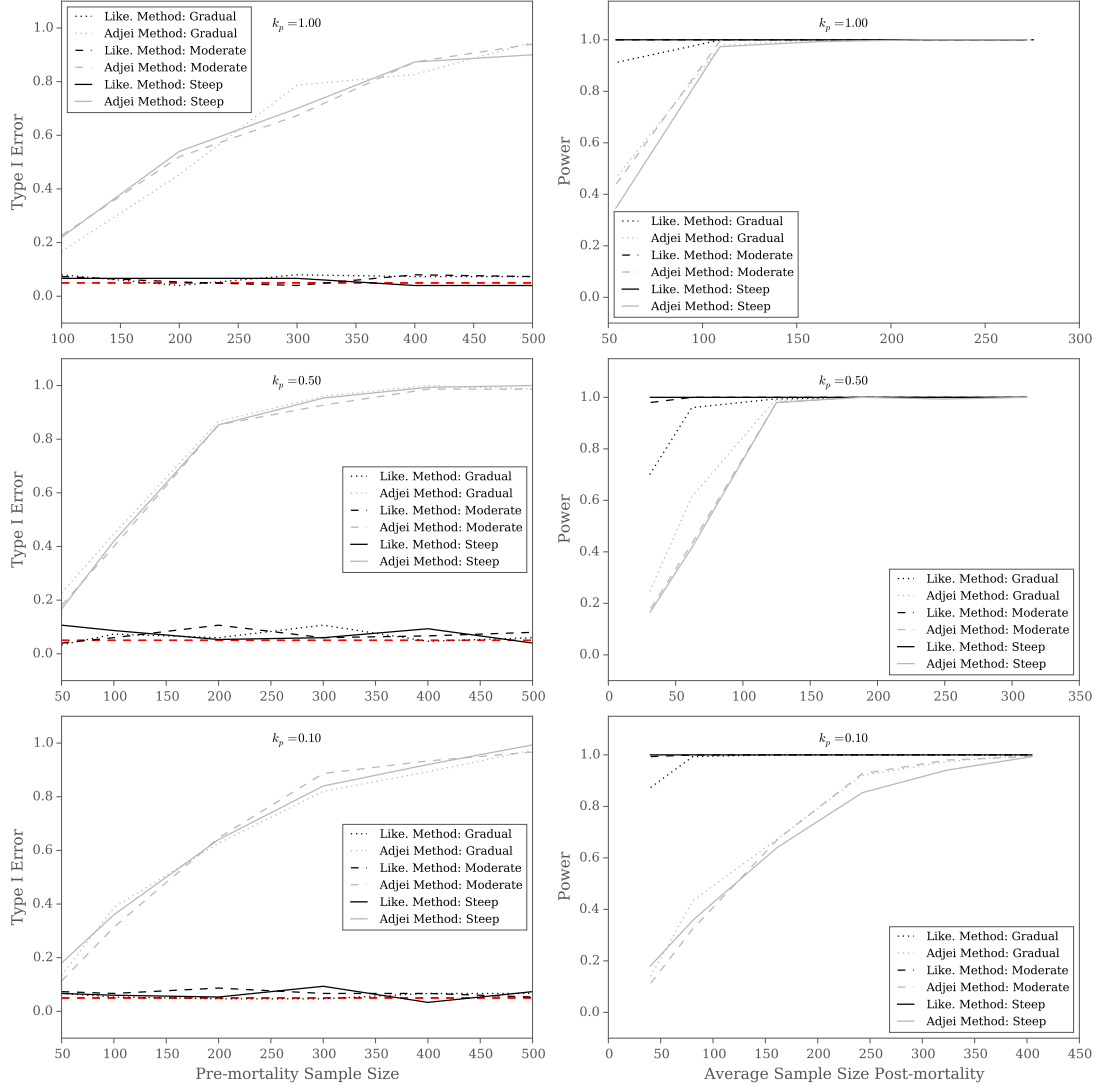 k_p =1.00
Like. Method: Gradual
Adjei Method: Gradual
Like. Method: Moderate
Adjei Method: Moderate
Like. Method: Steep
Adjei Method: Steep
Type I Error
1.0
0.8
0.6
0.4
0.2
0.0
100 150 200 250 300 350 400 450 500
k_p =1.00
Like. Method: Gradual
Adjei Method: Gradual
Like. Method: Moderate
Adjei Method: Moderate
Like. Method: Steep
Adjei Method: Steep
Power
1.0
0.8
0.6
0.4
0.2
0.0
50 100 150 200 250 300
k_p =0.50
Like. Method: Gradual
Adjei Method: Gradual
Like. Method: Moderate
Adjei Method: Moderate
Like. Method: Steep
Adjei Method: Steep
Type I Error
1.0
0.8
0.6
0.4
0.2
0.0
50 100 150 200 250 300 350 400 450 500
k_p =0.50
Like. Method: Gradual
Adjei Method: Gradual
Like. Method: Moderate
Adjei Method: Moderate
Like. Method: Steep
Adjei Method: Steep
Power
1.0
0.8
0.6
0.4
0.2
0.0
0 50 100 150 200 250 300 350
k_p =0.10
Like. Method: Gradual
Adjei Method: Gradual
Like. Method: Moderate
Adjei Method: Moderate
Like. Method: Steep
Adjei Method: Steep
Type I Error
1.0
0.8
0.6
0.4
0.2
0.0
50 100 150 200 250 300 350 400 450 500
Pre-mortality Sample Size
k_p =0.10
Like. Method: Gradual
Adjei Method: Gradual
Like. Method: Moderate
Adjei Method: Moderate
Like. Method: Steep
Adjei Method: Steep
Power
1.0
0.8
0.6
0.4
0.2
0.0
0 50 100 150 200 250 300 350 400 450
Average Sample Size Post-mortality